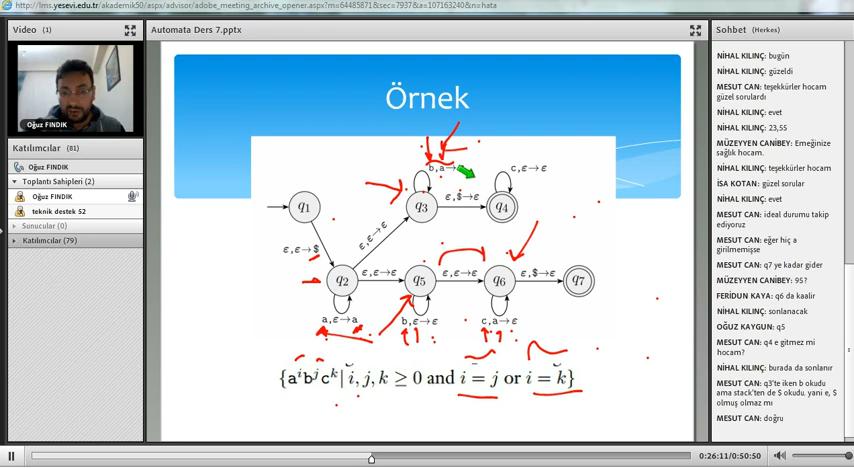 http://lms.yesevi.edu.tr/akademik50/aspx/advisor/adobe_meeting_archive_opener.aspx?m=64485871&sec=7937&a=107163240&n=hata
Video (1)
Oğuz FINDIK
Katılımcılar (81)
Oğuz FINDIK
Toplantı Sahipleri (2)
Oğuz FINDIK
teknik destek 52
Sunucular (0)
Katılımcılar (79)
Automata Ders 7.pptx
Örnek
b,a→
c,ε→ε
q1
q3
ε,$→ε
q4
ε,ε→$
ε,ε→ε
q2
ε,ε→ε
q5
ε,ε→ε
q6
ε,$→ε
q7
a,ε→a
b,ε→ε
c,a→ε
{aⁱbʲcᵏ| i, j, k ≥ 0 and i = j or i = k}
Sohbet (Herkes)
NİHAL KILINÇ: bugün
NİHAL KILINÇ: güzeldi
MESUT CAN: teşekkürler hocam
güzel sorulardı
NİHAL KILINÇ: evet
NİHAL KILINÇ: 23,55
MÜZEYYEN CANİBEY: Emeğinize
sağlık hocam.
NİHAL KILINÇ: teşekkürler hocam
İSA KOTAN: güzel sorular
NİHAL KILINÇ: evet
MESUT CAN: ideal durumu takip
ediyoruz
MESUT CAN: eğer hiç a
girilmemişse
MESUT CAN: q7 ye kadar gider
MÜZEYYEN CANİBEY: 95?
FERİDUN KAYA: q6 da kaalir
NİHAL KILINÇ: sonlanacak
OĞUZ KAYGUN: q5
MESUT CAN: q4 e gitmez mi
hocam?
NİHAL KILINÇ: burada da sonlanır
MESUT CAN: q3'te iken b okudu
ama stack'ten de $ okudu. yani e, $
olmuş olmaz mı
MESUT CAN: doğru
0:26:11/0:50:50